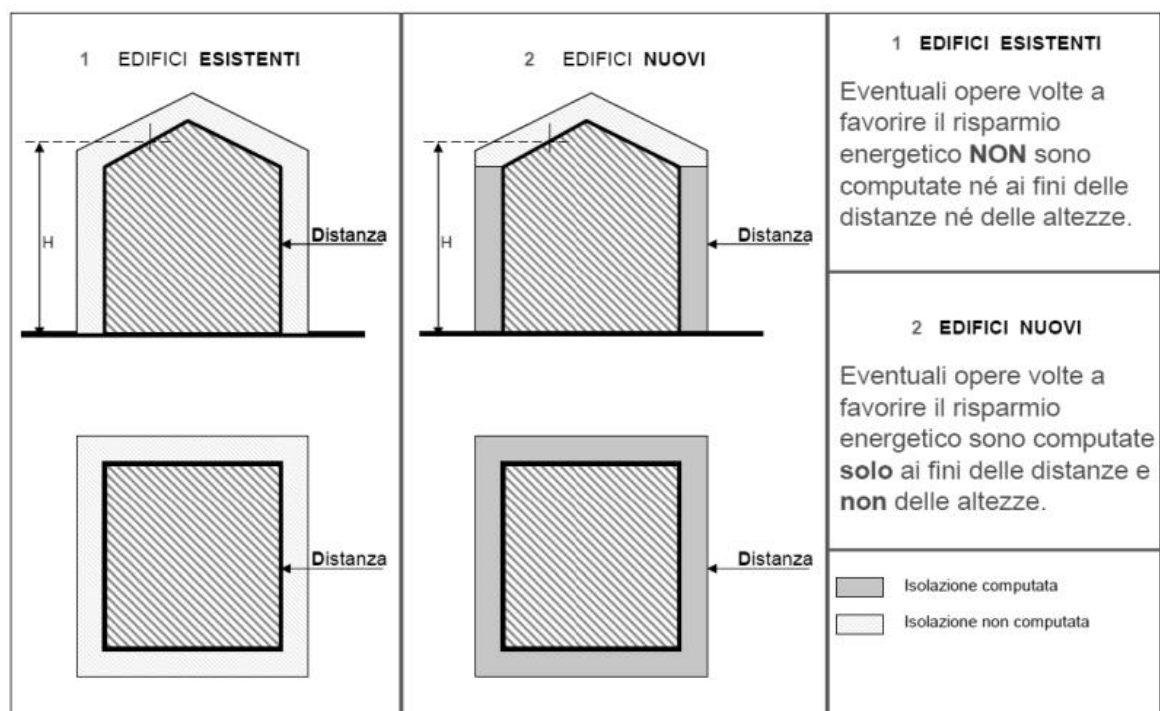 1 EDIFICI ESISTENTI
H
Distanza
Distanza
2 EDIFICI NUOVI
H
Distanza
Distanza
1 EDIFICI ESISTENTI
Eventuali opere volte a
favorire il risparmio
energetico NON sono
computate né ai fini delle
distanze né delle altezze.
2 EDIFICI NUOVI
Eventuali opere volte a
favorire il risparmio
energetico sono computate
solo ai fini delle distanze e
non delle altezze.
Isolazione computata
Isolazione non computata